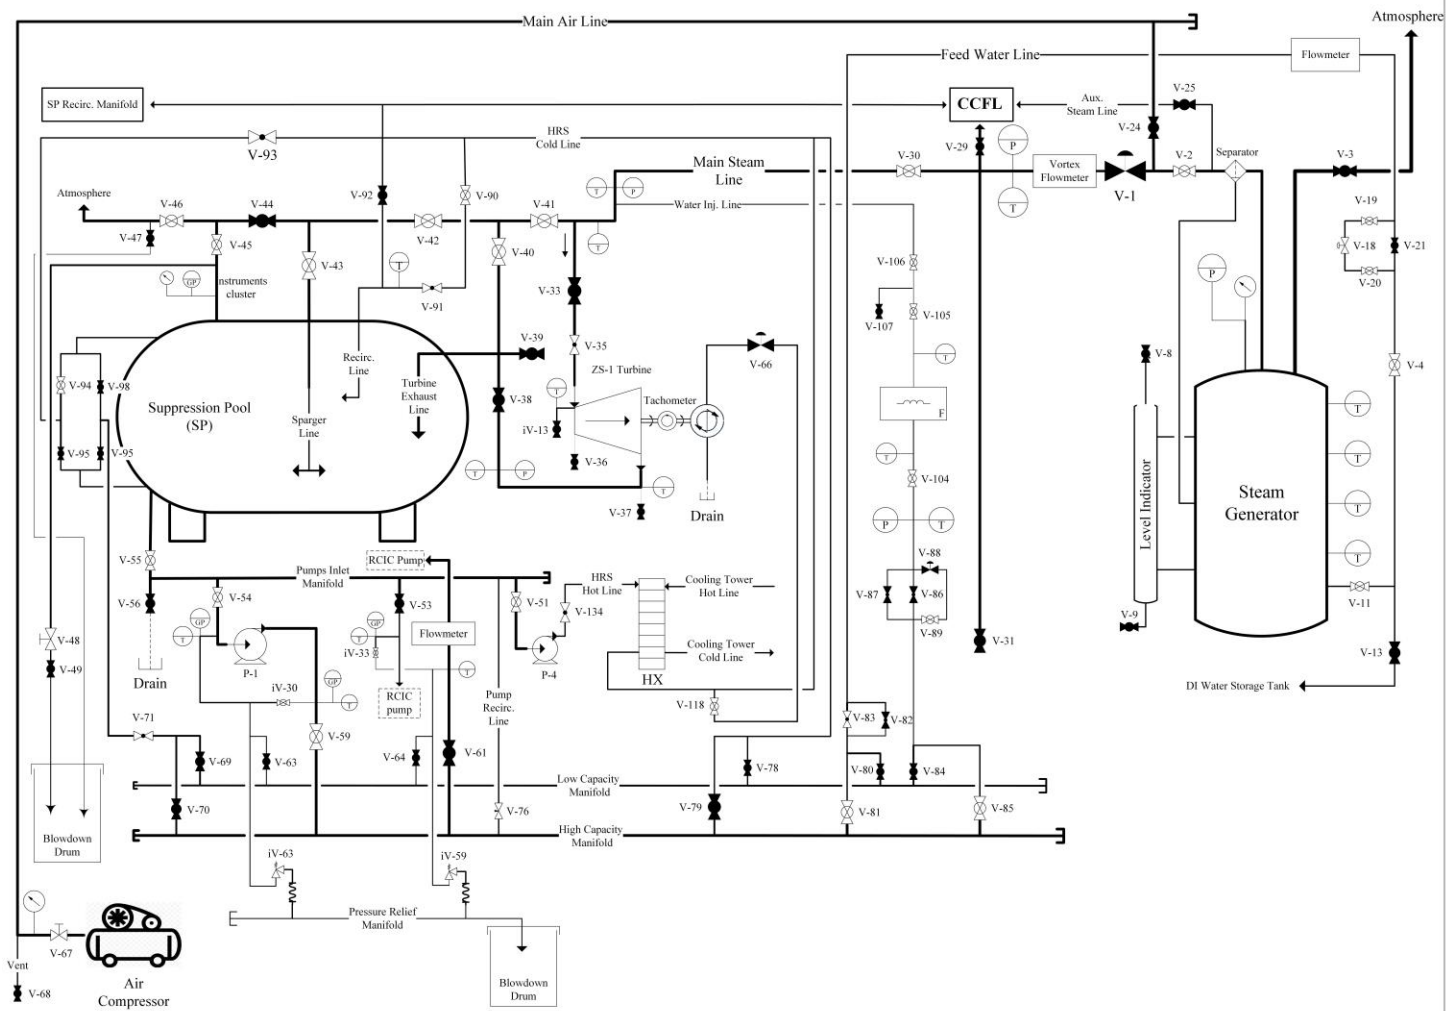 Main Air Line
Atmosphere
Feed Water Line
Flowmeter
SP Recirc. Manifold
CCFL
Aux.
Steam Line
V-25
V-24
HRS
Cold Line
V-93
V-29
P
T
V-30
Main Steam
Line
Vortex
Flowmeter
V-1
V-2
Separator
V-3
Atmosphere
V-46
V-44
V-92
V-90
V-41
T
P
Water Inj. Line
V-19
V-47
V-45
V-43
V-42
V-40
T
V-18
V-21
V-20
V-106
GP
nstruments
cluster
T
V-91
V-33
V-107
V-105
P
V-39
V-35
V-66
T
V-8
V-4
Recirc.
Line
ZS-1 Turbine
V-94
V-98
Suppression Pool
(SP)
Turbine
Exhaust
Line
V-38
T
Tachometer
F
T
Sparger
Line
iV-13
V-95
V-95
V-36
T
T
T
P
V-104
T
V-37
Drain
P
T
Level Indicator
Steam
Generator
T
T
V-55
RCIC Pump
Pumps Inlet
Manifold
HRS
Hot Line
Cooling Tower
Hot Line
V-88
V-87
V-86
V-89
V-11
V-56
V-54
V-53
V-51
V-134
V-9
GP
T
GP
T
Flowmeter
V-48
iV-33
V-31
V-13
P-1
T
P-4
Cooling Tower
Cold Line
HX
V-49
Drain
iV-30
GP
T
RCIC
pump
Pump
Recirc.
Line
DI Water Storage Tank
V-118
V-71
V-59
V-83
V-82
V-69
V-63
V-64
V-61
V-78
V-80
V-84
Low Capacity
Manifold
V-70
V-76
V-79
V-81
V-85
High Capacity
Manifold
Blowdown
Drum
iV-63
iV-59
Pressure Relief
Manifold
V-67
Vent
V-68
Air
Compressor
Blowdown
Drum